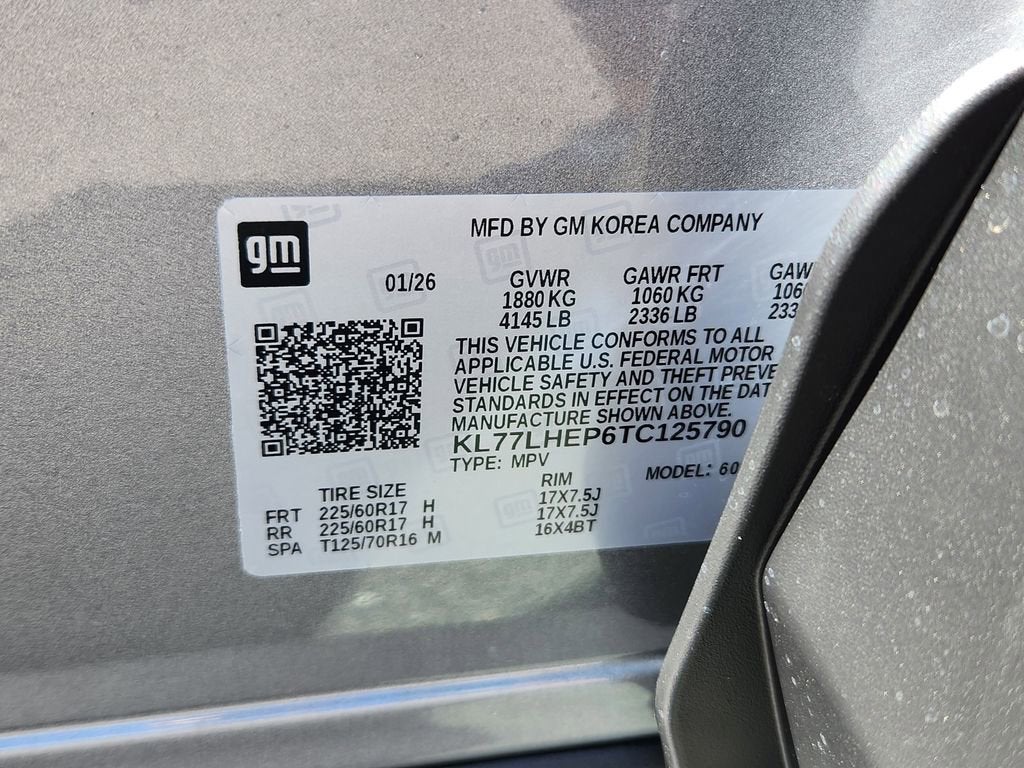 gm
MFD BY GM KOREA COMPANY
01/26 GVWR GAWR FRT
1880 KG 1060 KG
4145 LB 2336 LB
THIS VEHICLE CONFORMS TO ALL
APPLICABLE U.S. FEDERAL MOTOR
VEHICLE SAFETY AND THEFT PREVE
STANDARDS IN EFFECT ON THE DAT
MANUFACTURE SHOWN ABOVE.
KL77LHEP6TC125790
TYPE: MPV MODEL: 60
TIRE SIZE RIM
FRT 225/60R17 H 17X7.5J
RR 225/60R17 H 17X7.5J
SPA T125/70R16 M 16X4BT